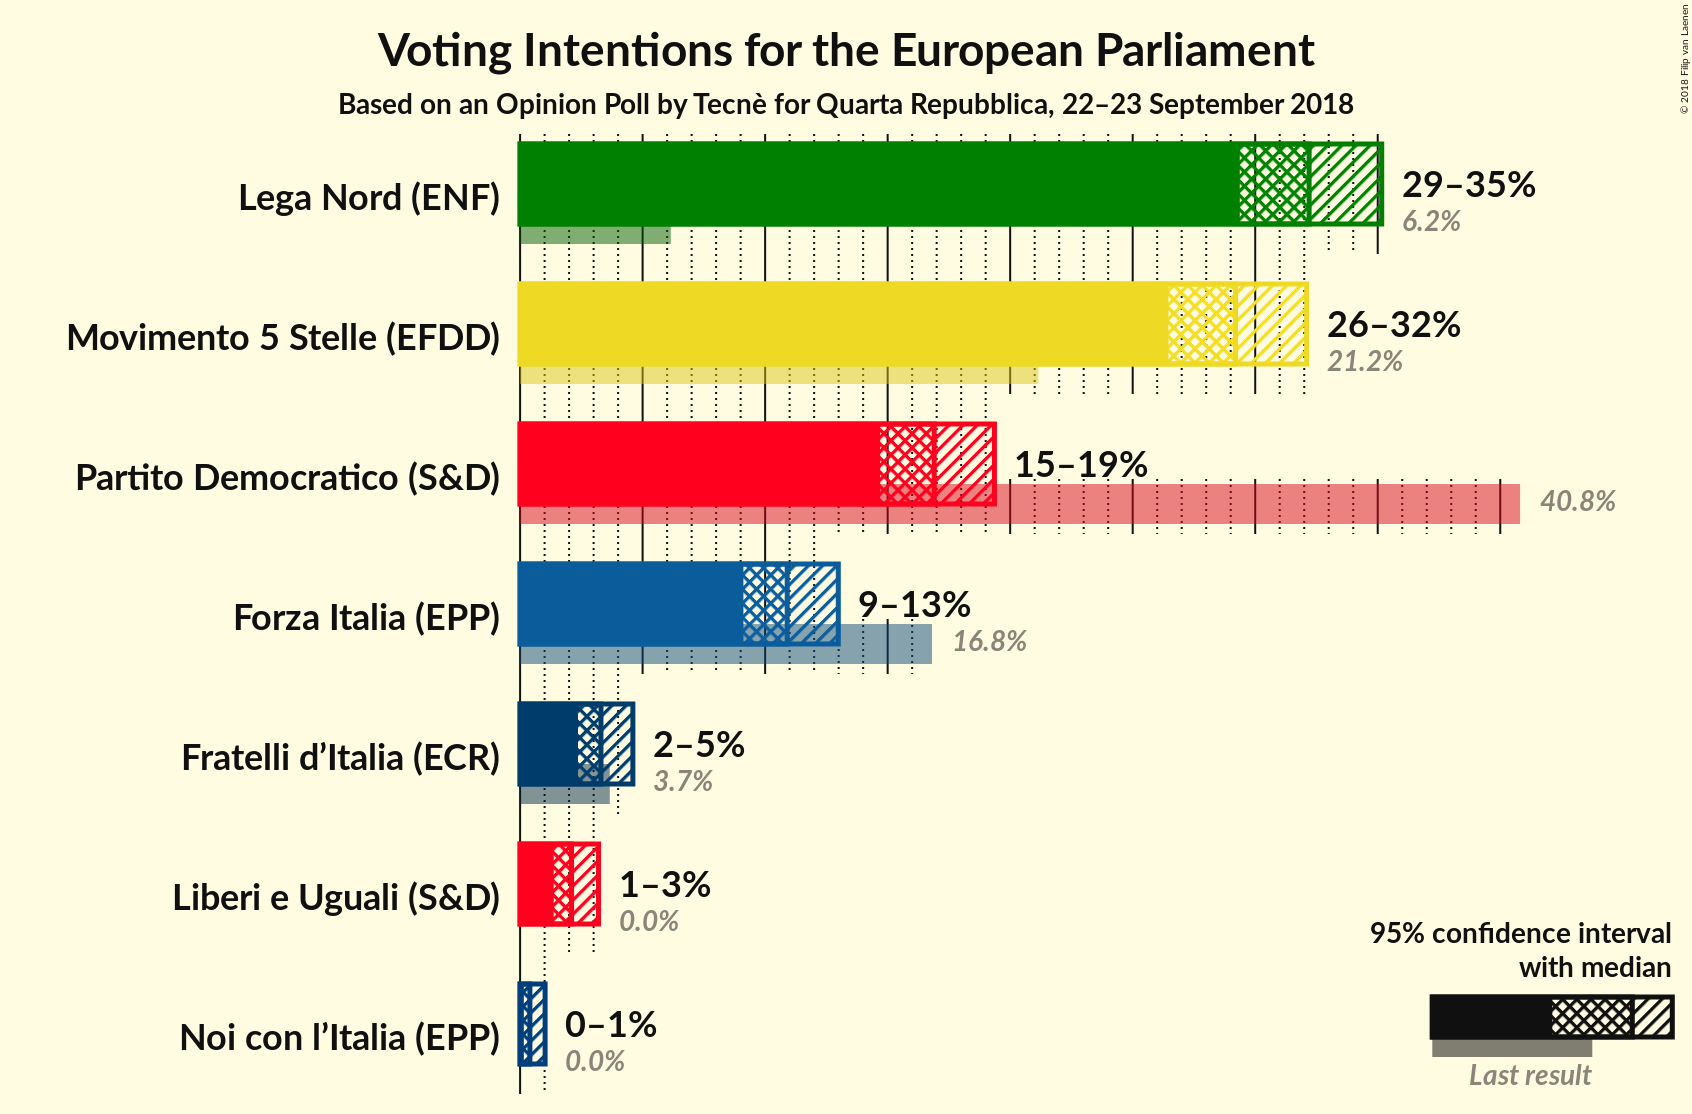 Voting Intentions for the European Parliament
Based on an Opinion Poll by Tecnè for Quarta Repubblica, 22–23 September 2018
© 2018 Filip van Laenen
Lega Nord (ENF)
29–35%
6.2%
Movimento 5 Stelle (EFDD)
26–32%
21.2%
Partito Democratico (S&D)
15–19%
40.8%
Forza Italia (EPP)
9–13%
16.8%
Fratelli d’Italia (ECR)
2–5%
3.7%
Liberi e Uguali (S&D)
1–3%
0.0%
Noi con l’Italia (EPP)
0–1%
0.0%
95% confidence interval
with median
Last result